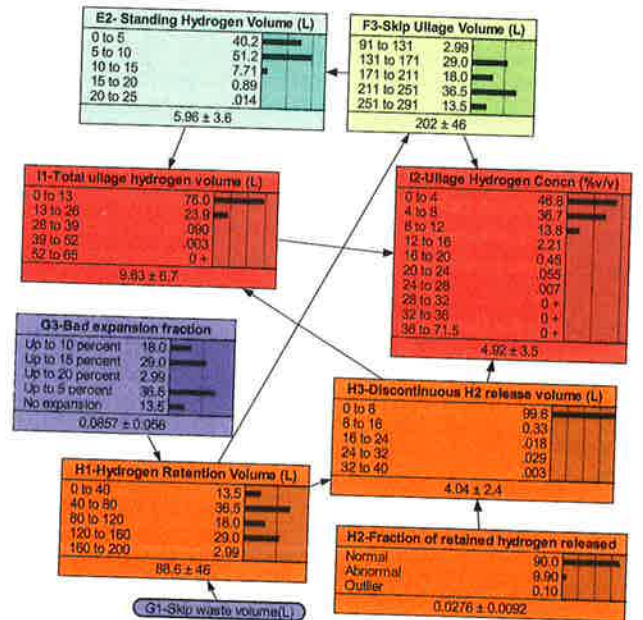 E2- Standing Hydrogen Volume (L)
0 to 5 40.2
5 to 10 51.2
10 to 15 7.71
15 to 20 0.89
20 to 25 .014
5.96 ± 3.6
F3-Skip Ullage Volume (L)
91 to 131 2.99
131 to 171 29.0
171 to 211 18.0
211 to 251 36.5
251 to 291 13.5
202 ± 46
I1-Total ullage hydrogen volume (L)
0 to 13 76.0
13 to 26 23.9
26 to 39 .090
39 to 52 .003
52 to 65 0 +
9.63 ± 6.7
I2-Ullage Hydrogen Concn (%v/v)
0 to 4 46.8
4 to 8 36.7
8 to 12 13.8
12 to 16 2.21
16 to 20 0.45
20 to 24 .055
24 to 28 .007
28 to 32 0 +
32 to 36 0 +
36 to 71.5 0 +
4.92 ± 3.5
G3-Bed expansion fraction
Up to 10 percent 18.0
Up to 15 percent 29.0
Up to 20 percent 2.99
Up to 5 percent 36.5
No expansion 13.5
0.0857 ± 0.056
H3-Discontinuous H2 release volume (L)
0 to 8 99.6
8 to 16 0.33
16 to 24 .018
24 to 32 .029
32 to 40 .003
4.04 ± 2.4
H1-Hydrogen Retention Volume (L)
0 to 40 13.5
40 to 80 36.5
80 to 120 18.0
120 to 160 29.0
160 to 200 2.99
88.6 ± 46
H2-Fraction of retained hydrogen released
Normal 90.0
Abnormal 9.90
Outlier 0.10
0.0276 ± 0.0092
G1-Skip waste volume(L)